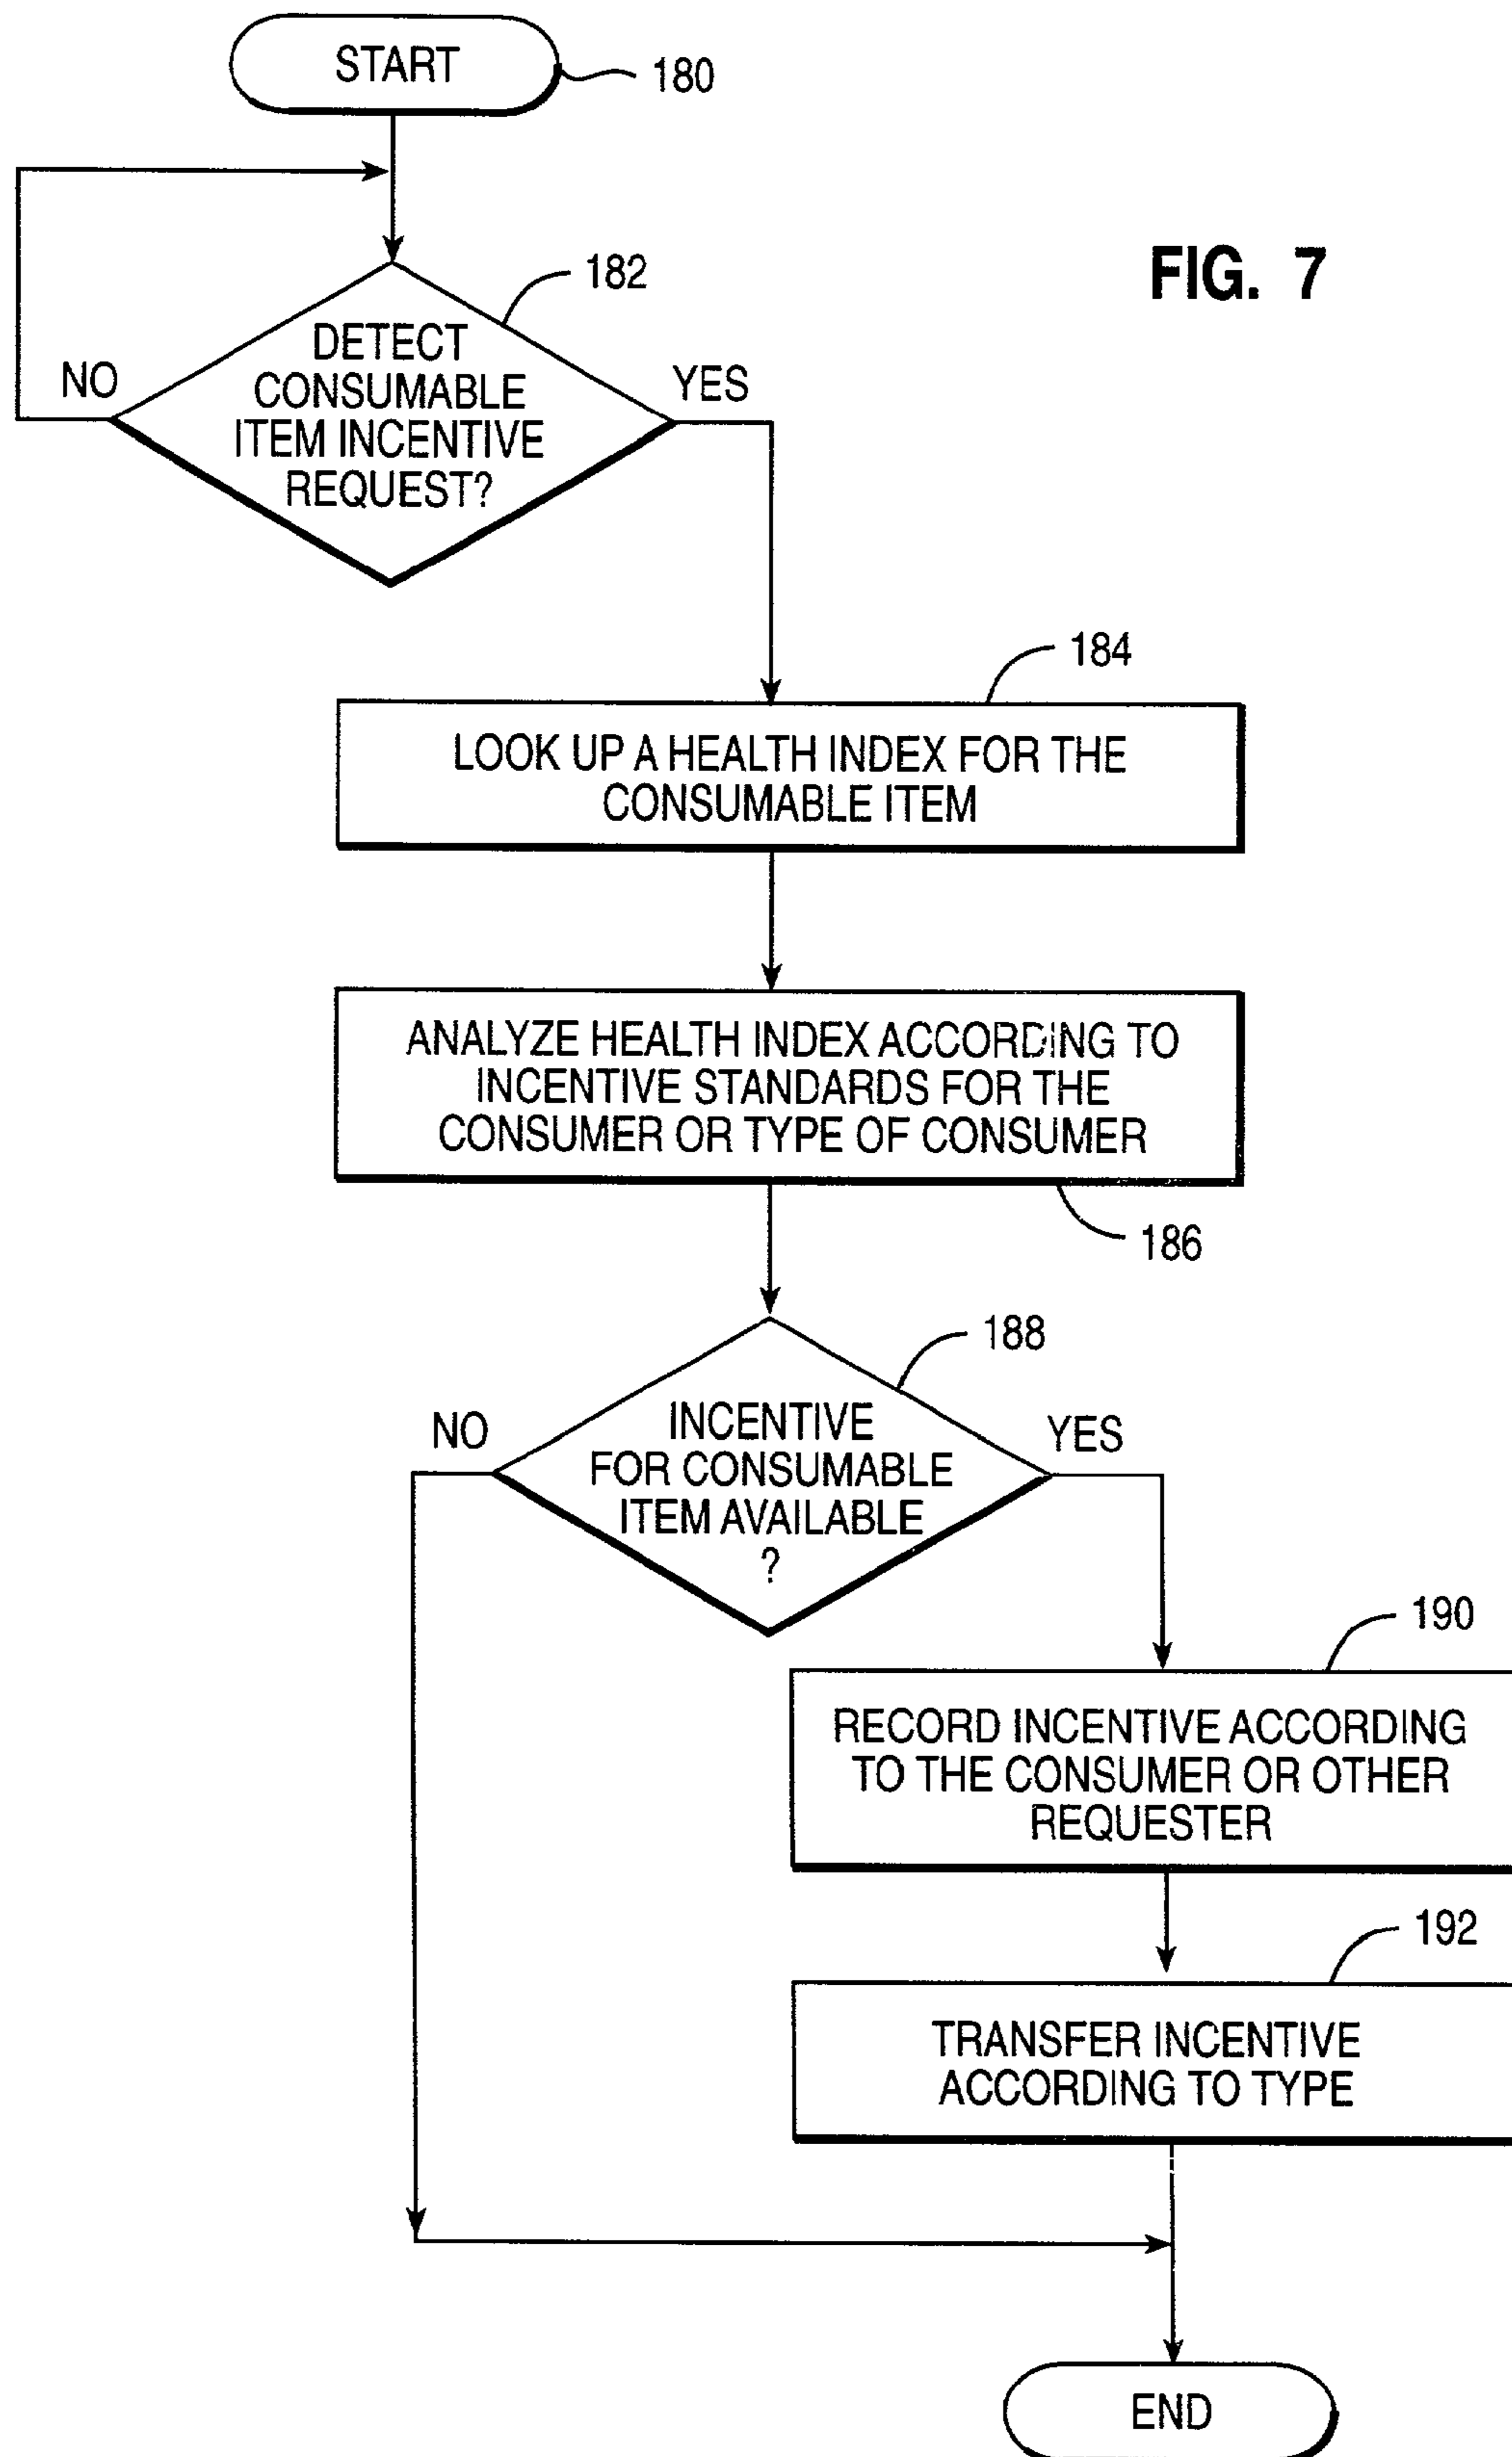 START
180
FIG. 7
182
DETECT
CONSUMABLE
ITEM INCENTIVE
REQUEST?
NO
YES
184
LOOK UP A HEALTH INDEX FOR THE
CONSUMABLE ITEM
ANALYZE HEALTH INDEX ACCORDING TO
INCENTIVE STANDARDS FOR THE
CONSUMER OR TYPE OF CONSUMER
186
188
INCENTIVE
FOR CONSUMABLE
ITEM AVAILABLE
?
NO
YES
190
RECORD INCENTIVE ACCORDING
TO THE CONSUMER OR OTHER
REQUESTER
192
TRANSFER INCENTIVE
ACCORDING TO TYPE
END